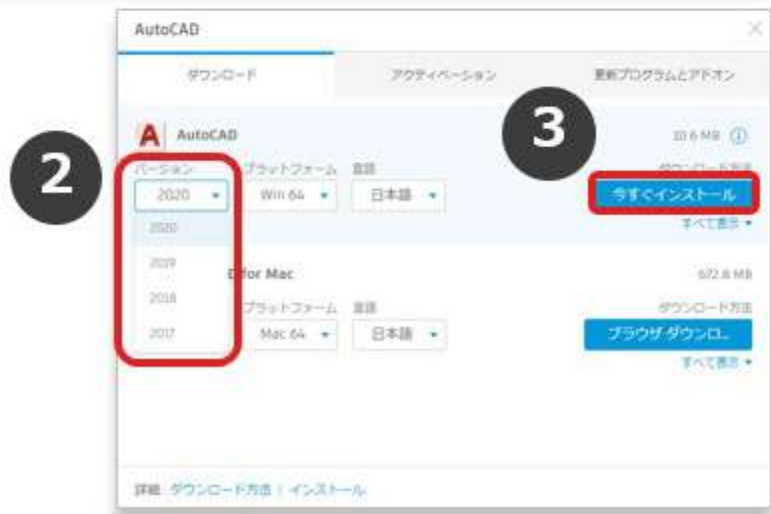 AutoCAD
ダウンロード アクティベーション 更新プログラムとアドオン
3
AutoCAD 10.6 MB
2
バージョン プラットフォーム 言語 ダウンロード方法
2020 Win 64 日本語 今すぐインストール
2020 すべて表示
2019 for Mac 672.8 MB
2018 プラットフォーム 言語 ダウンロード方法
2017 Mac 64 日本語 ブラウザ ダウンロ...
すべて表示
詳細 ダウンロード方法 | インストール